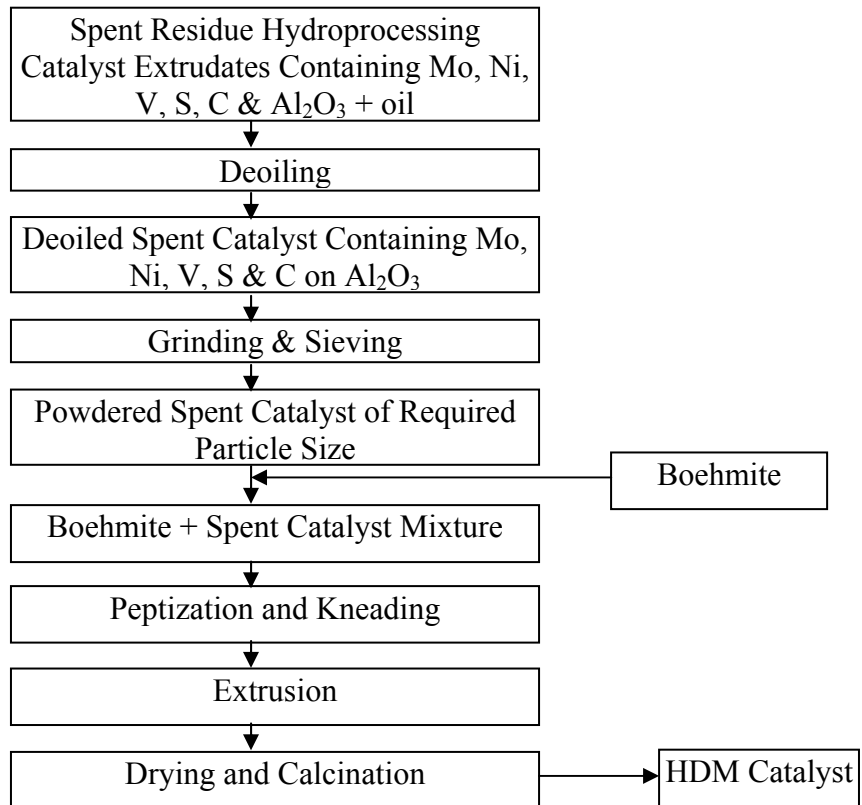 Spent Residue Hydroprocessing
Catalyst Extrudates Containing Mo, Ni,
V, S, C & Al₂O₃ + oil
Deoiling
Deoiled Spent Catalyst Containing Mo,
Ni, V, S & C on Al₂O₃
Grinding & Sieving
Powdered Spent Catalyst of Required
Particle Size
Boehmite
Boehmite + Spent Catalyst Mixture
Peptization and Kneading
Extrusion
Drying and Calcination
HDM Catalyst